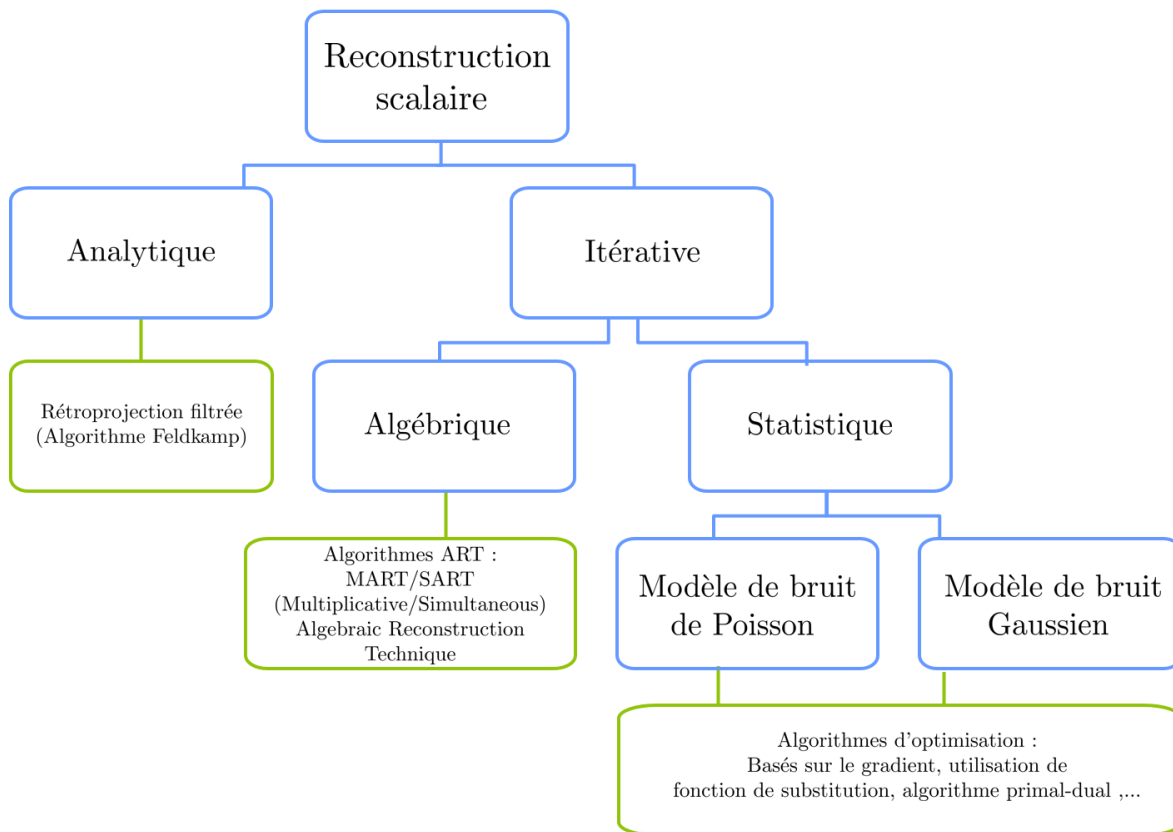 Reconstruction
scalaire
Analytique
Itérative
Rétroprojection filtrée
(Algorithme Feldkamp)
Algébrique
Statistique
Algorithmes ART :
MART/SART
(Multiplicative/Simultaneous)
Algebraic Reconstruction
Technique
Modèle de bruit
de Poisson
Modèle de bruit
Gaussien
Algorithmes d'optimisation :
Basés sur le gradient, utilisation de
fonction de substitution, algorithme primal-dual ,...